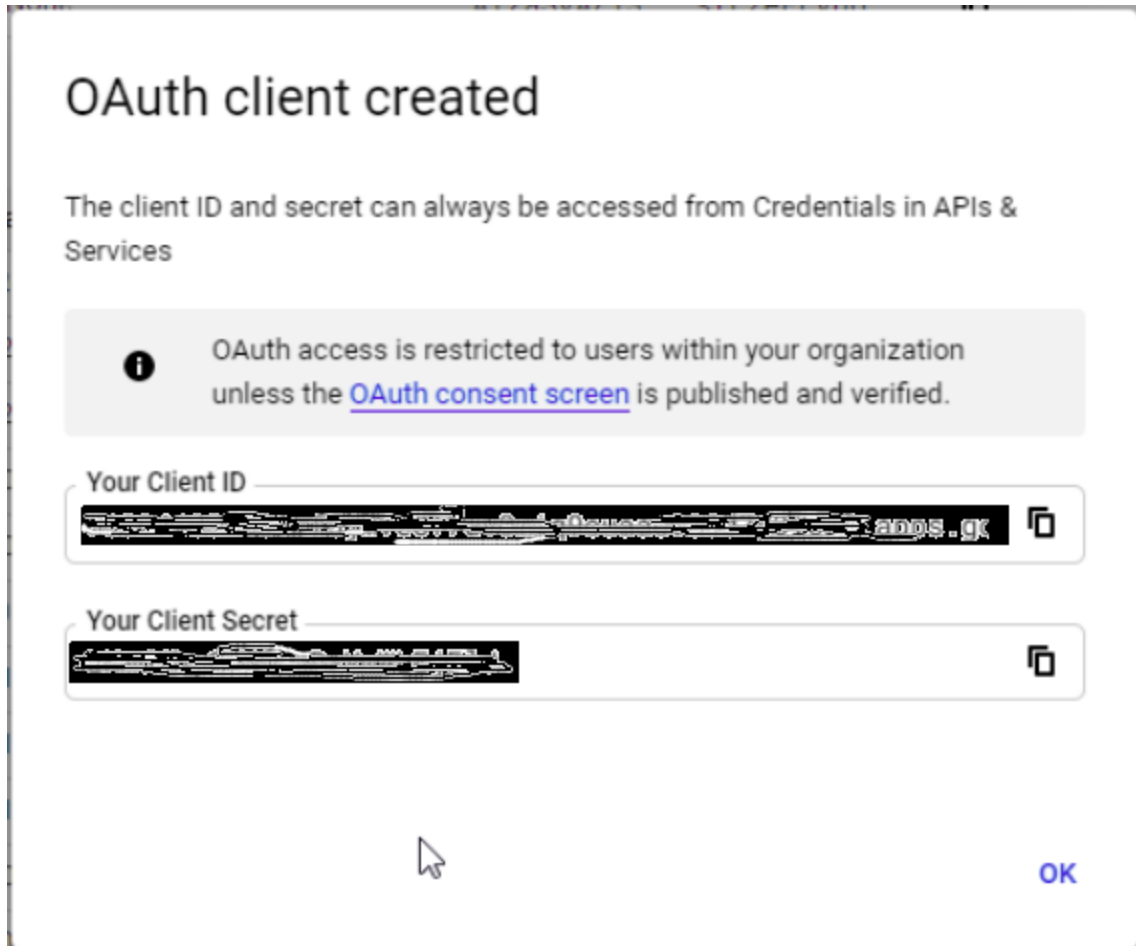 OAuth client created
The client ID and secret can always be accessed from Credentials in APIs &
Services
OAuth access is restricted to users within your organization
unless the OAuth consent screen is published and verified.
Your Client ID
Your Client Secret
OK